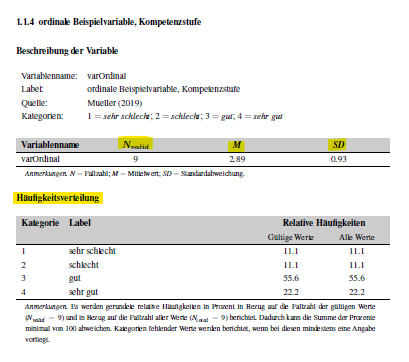 1.1.4 ordinale Beispielvariable, Kompetenzstufe
Beschreibung der Variable
Variablenname: varOrdinal
Label: ordinale Beispielvariable, Kompetenzstufe
Quelle: Mueller (2019)
Kategorien: 1 = sehr schlecht; 2 = schlecht; 3 = gut; 4 = sehr gut
Variablenname N valid M SD
varOrdinal 9 2.89 0.93
Anmerkungen. N = Fallzahl; M = Mittelwert; SD = Standardabweichung.
Häufigkeitsverteilung
Kategorie Label Relative Häufigkeiten
Gültige Werte Alle Werte
1 sehr schlecht 11.1 11.1
2 schlecht 11.1 11.1
3 gut 55.6 55.6
4 sehr gut 22.2 22.2
Anmerkungen. Es werden gerundete relative Häufigkeiten in Prozent in Bezug auf die Fallzahl der gültigen Werte
(N valid = 9) und in Bezug auf die Fallzahl aller Werte (N total = 9) berichtet. Dadurch kann die Summe der Prozente
minimal von 100 abweichen. Kategorien fehlender Werte werden berichtet, wenn bei diesen mindestens eine Angabe
vorliegt.